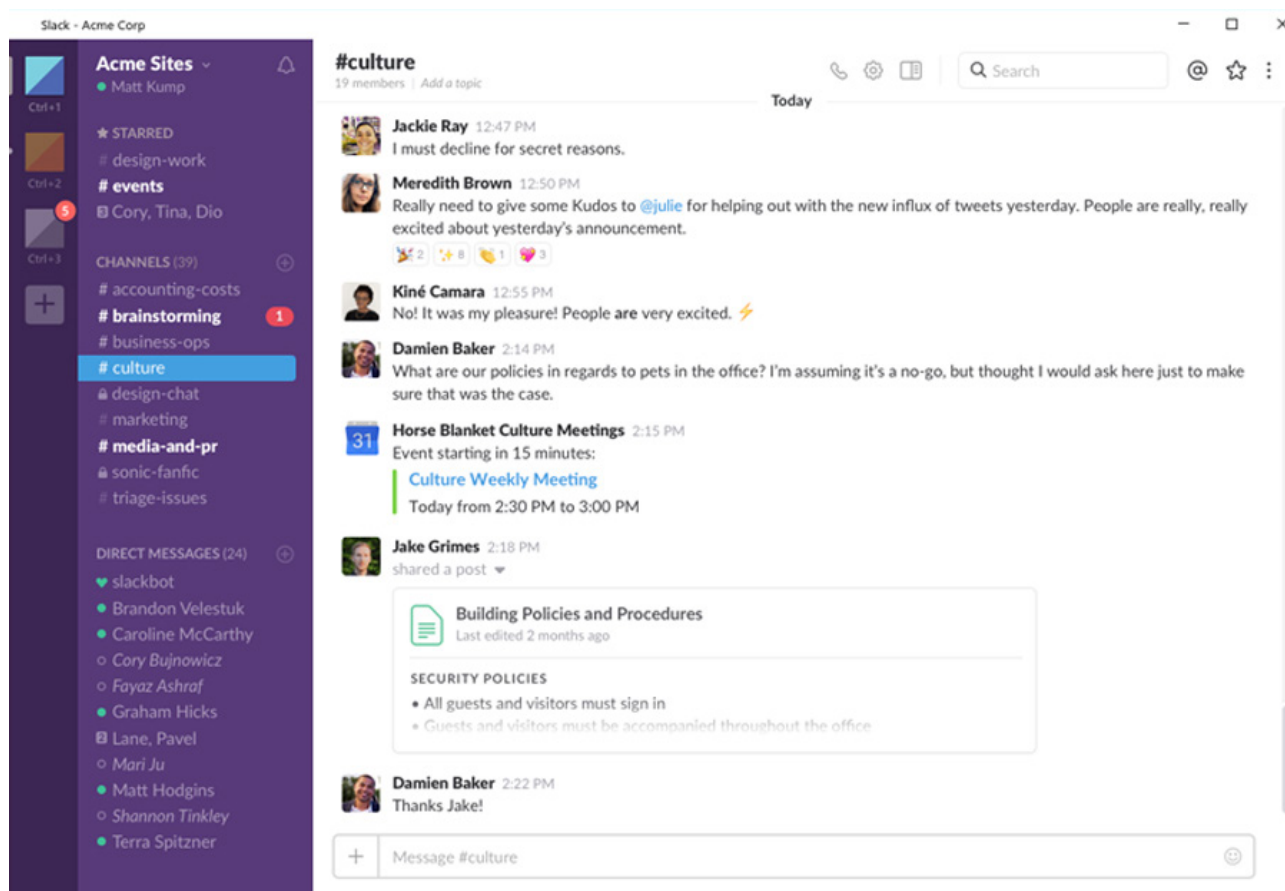 Slack - Acme Corp
Acme Sites
Matt Kump
Ctrl+1
Ctrl+2
5
Ctrl+3
STARRED
# design-work
# events
2 Cory, Tina, Dio
CHANNELS (39)
# accounting-costs
# brainstorming 1
# business-ops
# culture
design-chat
# marketing
# media-and-pr
sonic-fanfic
# triage-issues
DIRECT MESSAGES (24)
slackbot
Brandon Velestuk
Caroline McCarthy
Cory Bujnowicz
Fayaz Ashraf
Graham Hicks
2 Lane, Pavel
Mari Ju
Matt Hodgins
Shannon Tinkley
Terra Spitzner
#culture
19 members | Add a topic
Search
Today
Jackie Ray 12:47 PM
I must decline for secret reasons.
Meredith Brown 12:50 PM
Really need to give some Kudos to @julie for helping out with the new influx of tweets yesterday. People are really, really
excited about yesterday's announcement.
🎉 2 ✨ 8 👏 1 💖 3
Kiné Camara 12:55 PM
No! It was my pleasure! People are very excited. ⚡
Damien Baker 2:14 PM
What are our policies in regards to pets in the office? I'm assuming it's a no-go, but thought I would ask here just to make
sure that was the case.
31
Horse Blanket Culture Meetings 2:15 PM
Event starting in 15 minutes:
Culture Weekly Meeting
Today from 2:30 PM to 3:00 PM
Jake Grimes 2:18 PM
shared a post
Building Policies and Procedures
Last edited 2 months ago
SECURITY POLICIES
• All guests and visitors must sign in
• Guests and visitors must be accompanied throughout the office
Damien Baker 2:22 PM
Thanks Jake!
Message #culture